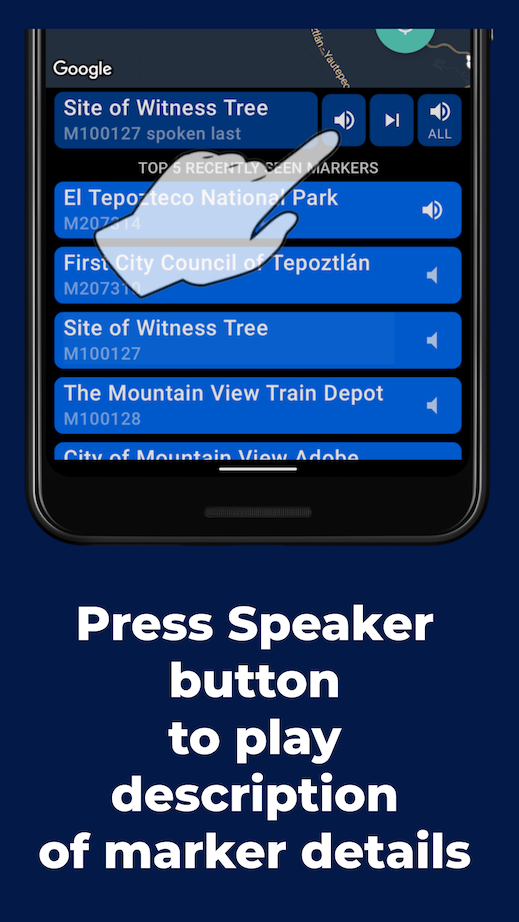 tlán - Yautepec
Google
Site of Witness Tree
M100127 spoken last
ALL
TOP 5 RECENTLY SEEN MARKERS
El Tepozteco National Park
M207314
First City Council of Tepoztlán
M207310
Site of Witness Tree
M100127
The Mountain View Train Depot
M100128
City of Mountain View Adobe
Press Speaker
button
to play
description
of marker details